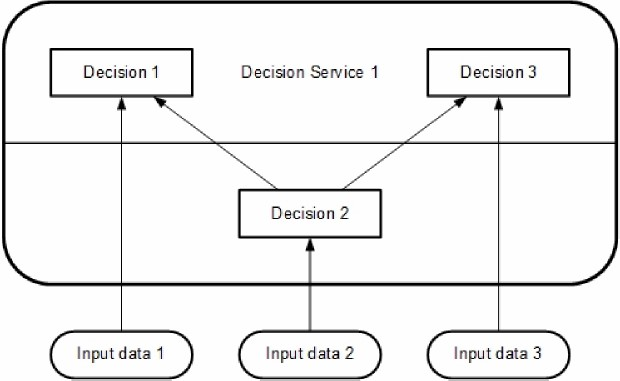 Decision 1
Decision Service 1
Decision 3
Decision 2
Input data 1
Input data 2
Input data 3